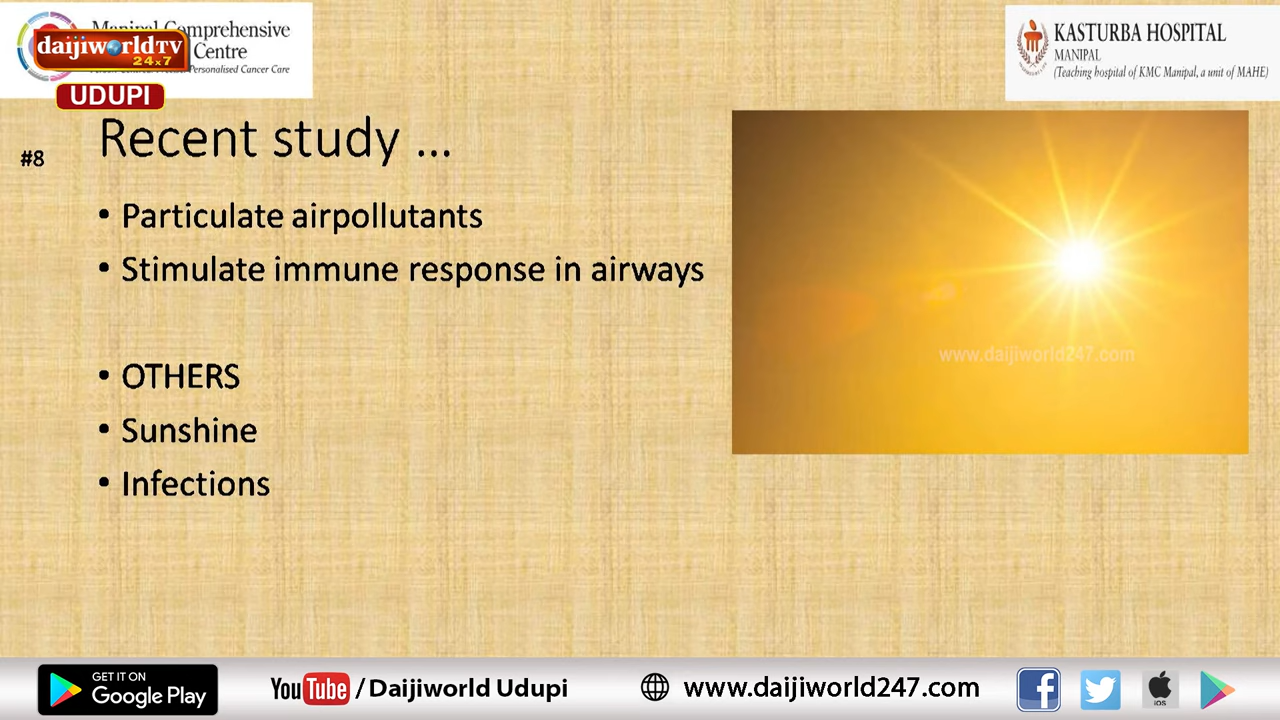 Manipal Comprehensive
Centre
Personalised Cancer Care
daijiworldTV
24x7
UDUPI
KASTURBA HOSPITAL
MANIPAL
(Teaching hospital of KMC Manipal, a unit of MAHE)
#8
Recent study ...
• Particulate airpollutants
• Stimulate immune response in airways
• OTHERS
• Sunshine
• Infections
www.daijiworld247.com
GET IT ON
Google Play
YouTube / Daijiworld Udupi
www.daijiworld247.com
iOS